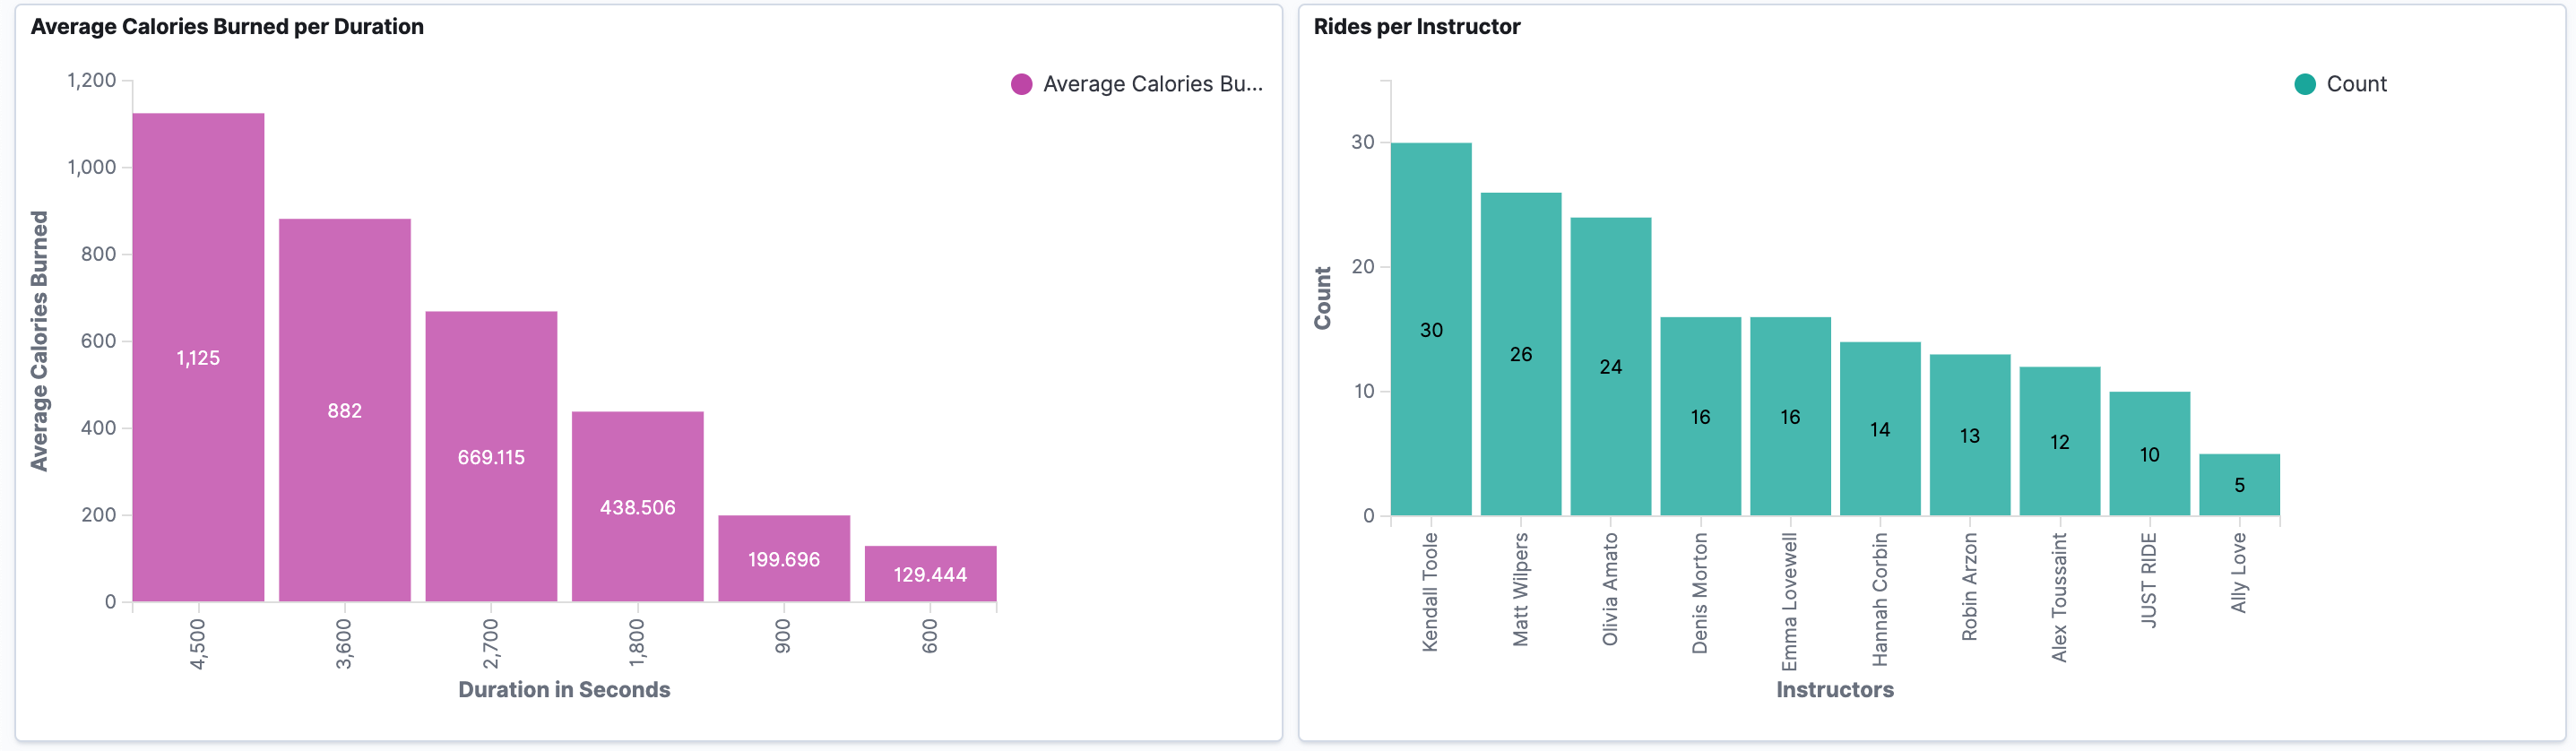 Average Calories Burned per Duration
Average Calories Bu...
Average Calories Burned
1,200
1,000
800
600
400
200
0
1,125
882
669.115
438.506
199.696
129.444
4,500
3,600
2,700
1,800
900
600
Duration in Seconds
Rides per Instructor
Count
Count
30
20
10
0
30
26
24
16
16
14
13
12
10
5
Kendall Toole
Matt Wilpers
Olivia Amato
Denis Morton
Emma Lovewell
Hannah Corbin
Robin Arzon
Alex Toussaint
JUST RIDE
Ally Love
Instructors